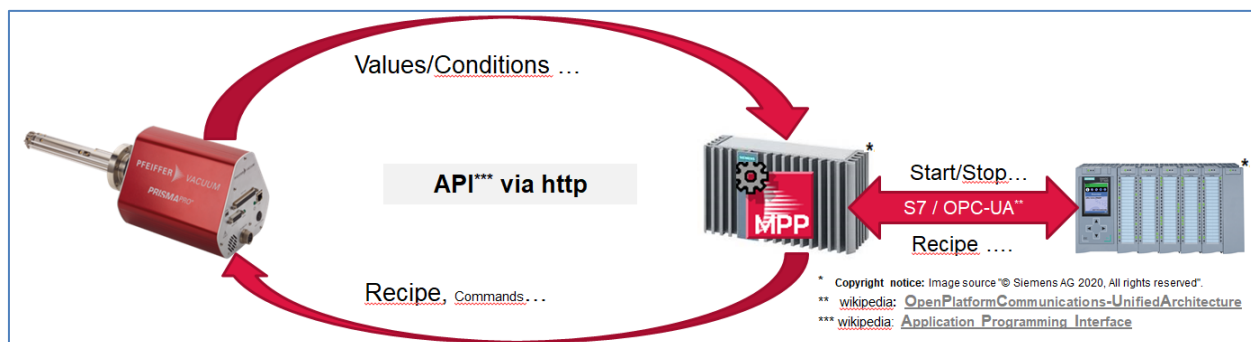 Values/Conditions …
PFEIFFER VACUUM
PRISMAPRO
API*** via http
*
SIEMENS
MPP
Start/Stop…
S7 / OPC-UA**
Recipe ….
*
Recipe, Commands…
* Copyright notice: Image source "© Siemens AG 2020, All rights reserved".
** wikipedia: OpenPlatformCommunications-UnifiedArchitecture
*** wikipedia: Application Programming Interface